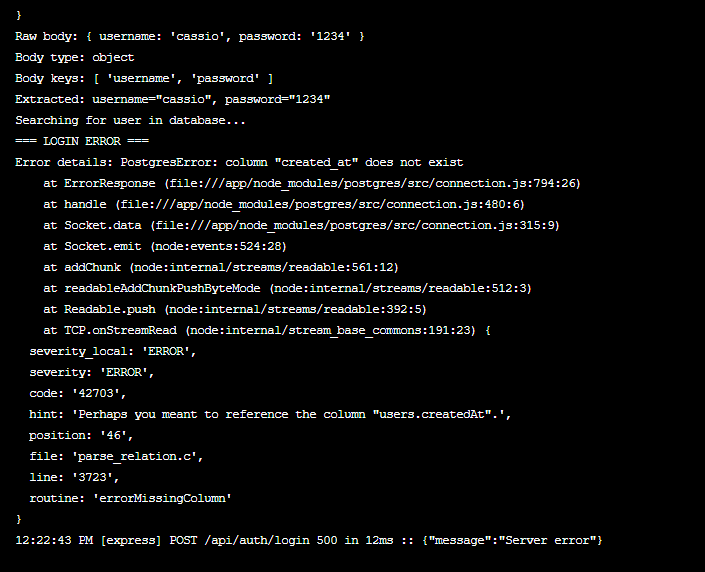 }
Raw body: { username: 'cassio', password: '1234' }
Body type: object
Body keys: [ 'username', 'password' ]
Extracted: username="cassio", password="1234"
Searching for user in database...
=== LOGIN ERROR ===
Error details: PostgresError: column "created_at" does not exist
    at ErrorResponse (file:///app/node_modules/postgres/src/connection.js:794:26)
    at handle (file:///app/node_modules/postgres/src/connection.js:480:6)
    at Socket.data (file:///app/node_modules/postgres/src/connection.js:315:9)
    at Socket.emit (node:events:524:28)
    at addChunk (node:internal/streams/readable:561:12)
    at readableAddChunkPushByteMode (node:internal/streams/readable:512:3)
    at Readable.push (node:internal/streams/readable:392:5)
    at TCP.onStreamRead (node:internal/stream_base_commons:191:23) {
  severity_local: 'ERROR',
  severity: 'ERROR',
  code: '42703',
  hint: 'Perhaps you meant to reference the column "users.createdAt".',
  position: '46',
  file: 'parse_relation.c',
  line: '3723',
  routine: 'errorMissingColumn'
}
12:22:43 PM [express] POST /api/auth/login 500 in 12ms :: {"message":"Server error"}